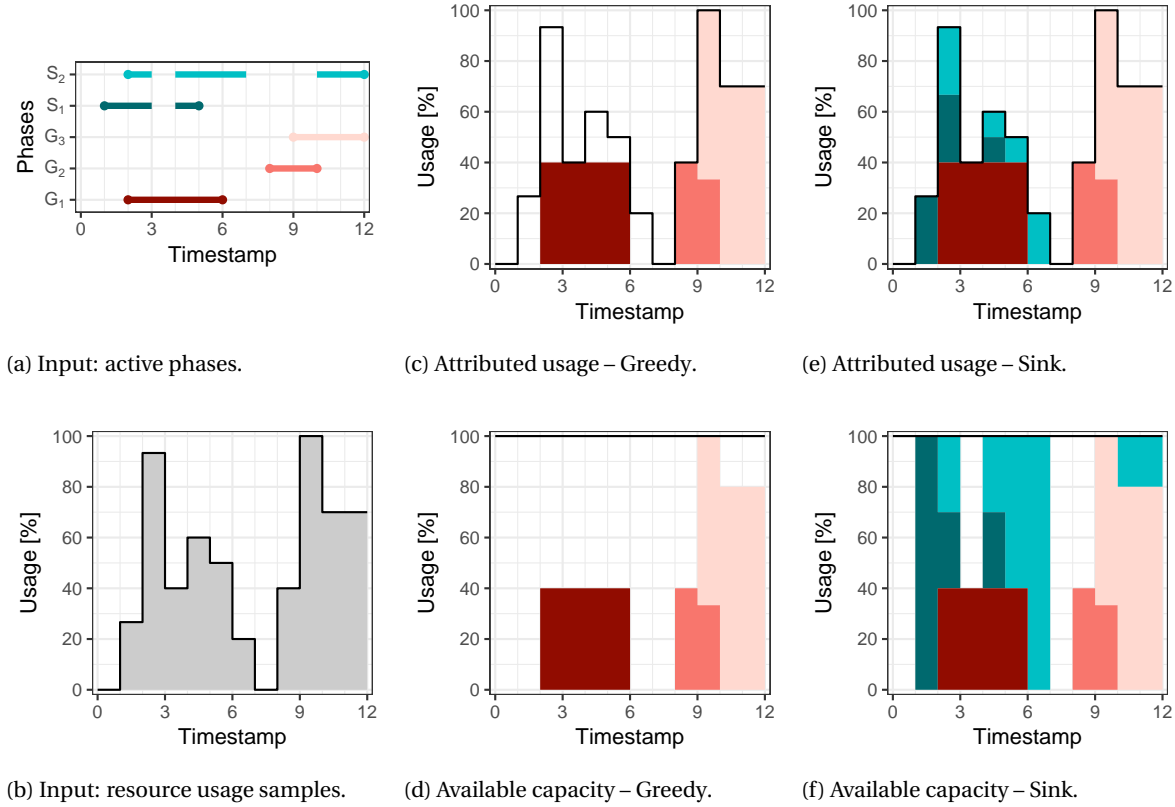 S2
S1
G3
G2
G1
Phases
0 3 6 9 12
Timestamp
(a) Input: active phases.
100
80
60
40
20
0
Usage [%]
0 3 6 9 12
Timestamp
(c) Attributed usage – Greedy.
100
80
60
40
20
0
Usage [%]
0 3 6 9 12
Timestamp
(e) Attributed usage – Sink.
100
80
60
40
20
0
Usage [%]
0 3 6 9 12
Timestamp
(b) Input: resource usage samples.
100
80
60
40
20
0
Usage [%]
0 3 6 9 12
Timestamp
(d) Available capacity – Greedy.
100
80
60
40
20
0
Usage [%]
0 3 6 9 12
Timestamp
(f) Available capacity – Sink.